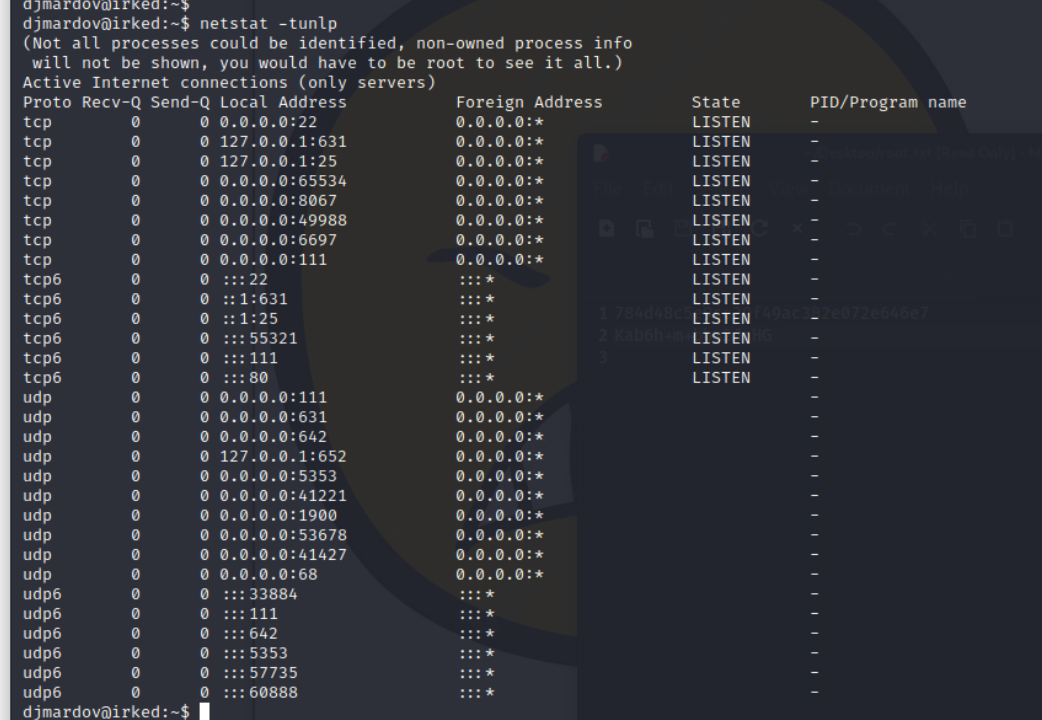 djmardov@irked:~$
djmardov@irked:~$ netstat -tunlp
(Not all processes could be identified, non-owned process info
 will not be shown, you would have to be root to see it all.)
Active Internet connections (only servers)
Proto Recv-Q Send-Q Local Address           Foreign Address         State       PID/Program name
tcp        0      0 0.0.0.0:22              0.0.0.0:*               LISTEN      -
tcp        0      0 127.0.0.1:631           0.0.0.0:*               LISTEN      -
tcp        0      0 127.0.0.1:25            0.0.0.0:*               LISTEN      -
tcp        0      0 0.0.0.0:65534           0.0.0.0:*               LISTEN      -
tcp        0      0 0.0.0.0:8067            0.0.0.0:*               LISTEN      -
tcp        0      0 0.0.0.0:49988           0.0.0.0:*               LISTEN      -
tcp        0      0 0.0.0.0:6697            0.0.0.0:*               LISTEN      -
tcp        0      0 0.0.0.0:111             0.0.0.0:*               LISTEN      -
tcp6       0      0 :::22                   :::*                    LISTEN      -
tcp6       0      0 ::1:631                 :::*                    LISTEN      -
tcp6       0      0 ::1:25                  :::*                    LISTEN      -
tcp6       0      0 :::55321                :::*                    LISTEN      -
tcp6       0      0 :::111                  :::*                    LISTEN      -
tcp6       0      0 :::80                   :::*                    LISTEN      -
udp        0      0 0.0.0.0:111             0.0.0.0:*                           -
udp        0      0 0.0.0.0:631             0.0.0.0:*                           -
udp        0      0 0.0.0.0:642             0.0.0.0:*                           -
udp        0      0 127.0.0.1:652           0.0.0.0:*                           -
udp        0      0 0.0.0.0:5353            0.0.0.0:*                           -
udp        0      0 0.0.0.0:41221           0.0.0.0:*                           -
udp        0      0 0.0.0.0:1900            0.0.0.0:*                           -
udp        0      0 0.0.0.0:53678           0.0.0.0:*                           -
udp        0      0 0.0.0.0:41427           0.0.0.0:*                           -
udp        0      0 0.0.0.0:68              0.0.0.0:*                           -
udp6       0      0 :::33884                :::*                                -
udp6       0      0 :::111                  :::*                                -
udp6       0      0 :::642                  :::*                                -
udp6       0      0 :::5353                 :::*                                -
udp6       0      0 :::57735                :::*                                -
udp6       0      0 :::60888                :::*                                -
djmardov@irked:~$